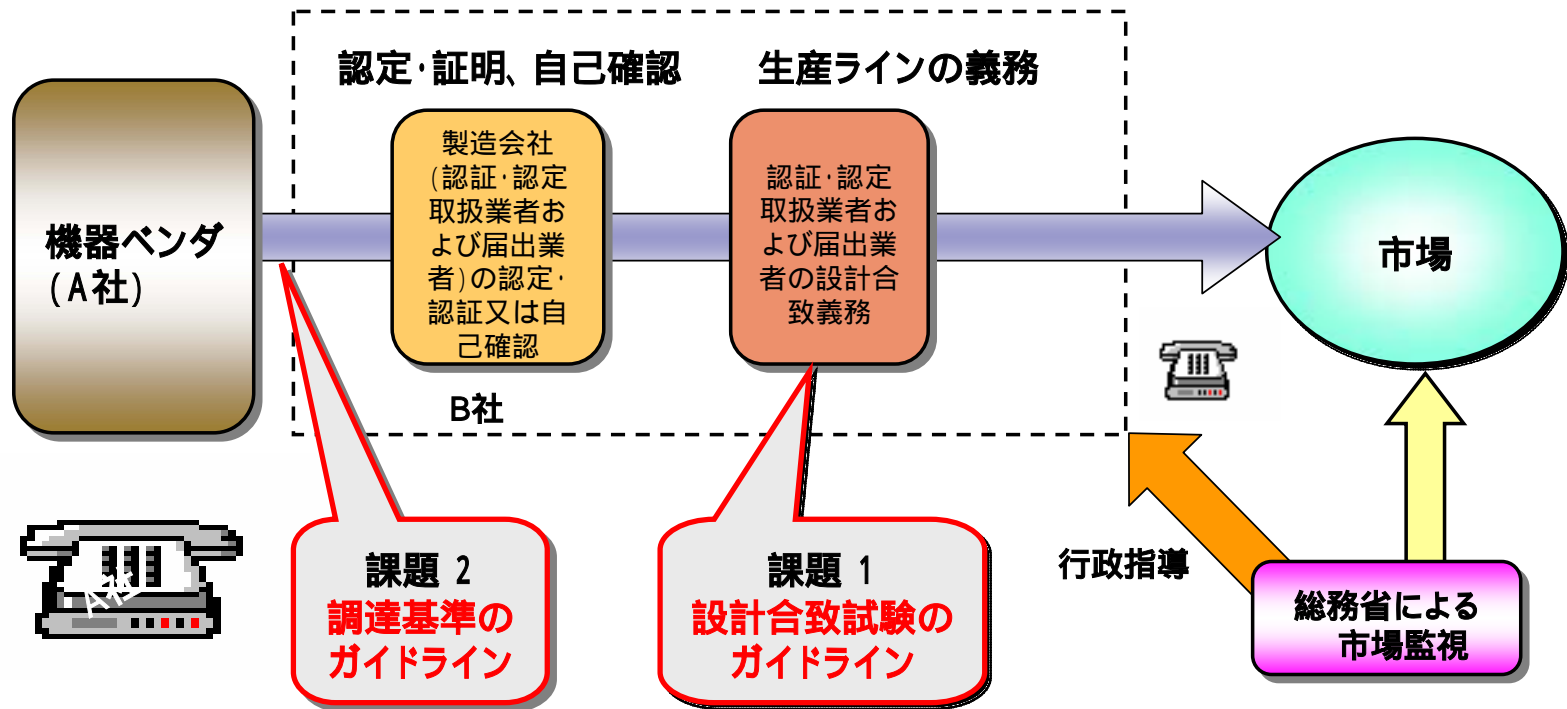 認定・証明、自己確認
生産ラインの義務
機器ベンダ
(A社)
製造会社
(認証・認定
取扱業者お
よび届出業
者)の認定・
認証又は自
己確認
認証・認定
取扱業者お
よび届出業
者の設計合
致義務
市場
B社
A社
課題 2
調達基準の
ガイドライン
課題 1
設計合致試験の
ガイドライン
行政指導
総務省による
市場監視